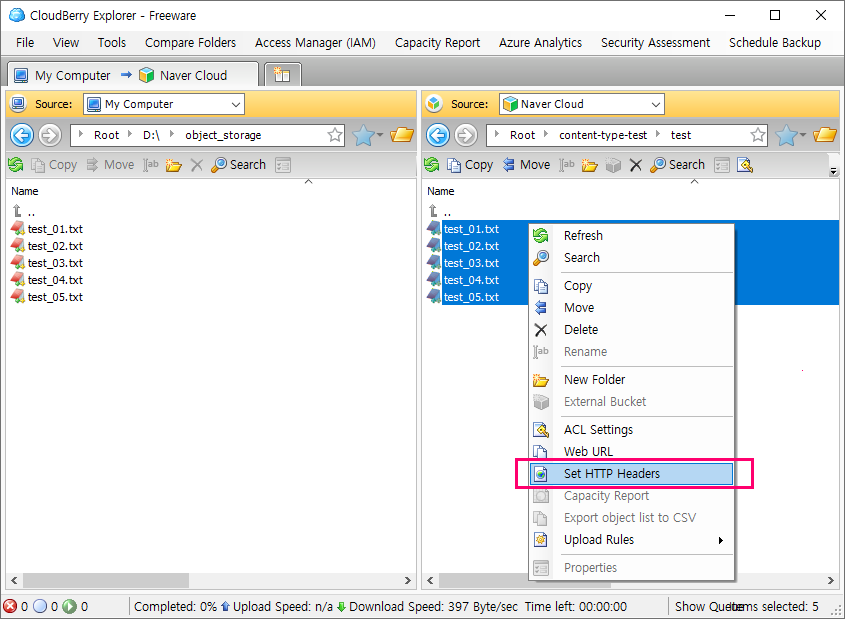 CloudBerry Explorer - Freeware
File View Tools Compare Folders Access Manager (IAM) Capacity Report Azure Analytics Security Assessment Schedule Backup
My Computer Naver Cloud
Source: My Computer
Root D:\ object_storage
Copy Move Search
Name
..
test_01.txt
test_02.txt
test_03.txt
test_04.txt
test_05.txt
Source: Naver Cloud
Root content-type-test test
Copy Move Search
Name
..
test_01.txt
test_02.txt
test_03.txt
test_04.txt
test_05.txt
Refresh
Search
Copy
Move
Delete
Rename
New Folder
External Bucket
ACL Settings
Web URL
Set HTTP Headers
Capacity Report
Export object list to CSV
Upload Rules
Properties
0 0 0 Completed: 0% Upload Speed: n/a Download Speed: 397 Byte/sec Time left: 00:00:00 Show Queue Items selected: 5